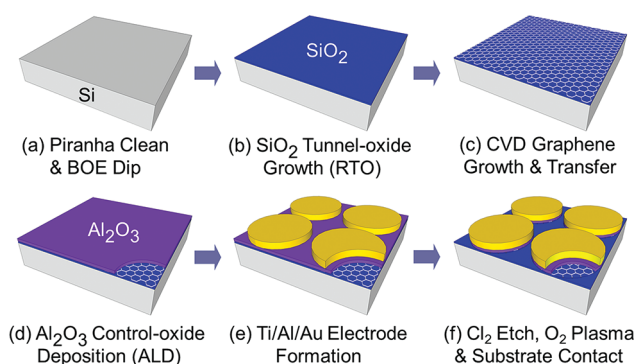 Si
SiO₂
(a) Piranha Clean
& BOE Dip
(b) SiO₂ Tunnel-oxide
Growth (RTO)
(c) CVD Graphene
Growth & Transfer
Al₂O₃
(d) Al₂O₃ Control-oxide
Deposition (ALD)
(e) Ti/Al/Au Electrode
Formation
(f) Cl₂ Etch, O₂ Plasma
& Substrate Contact